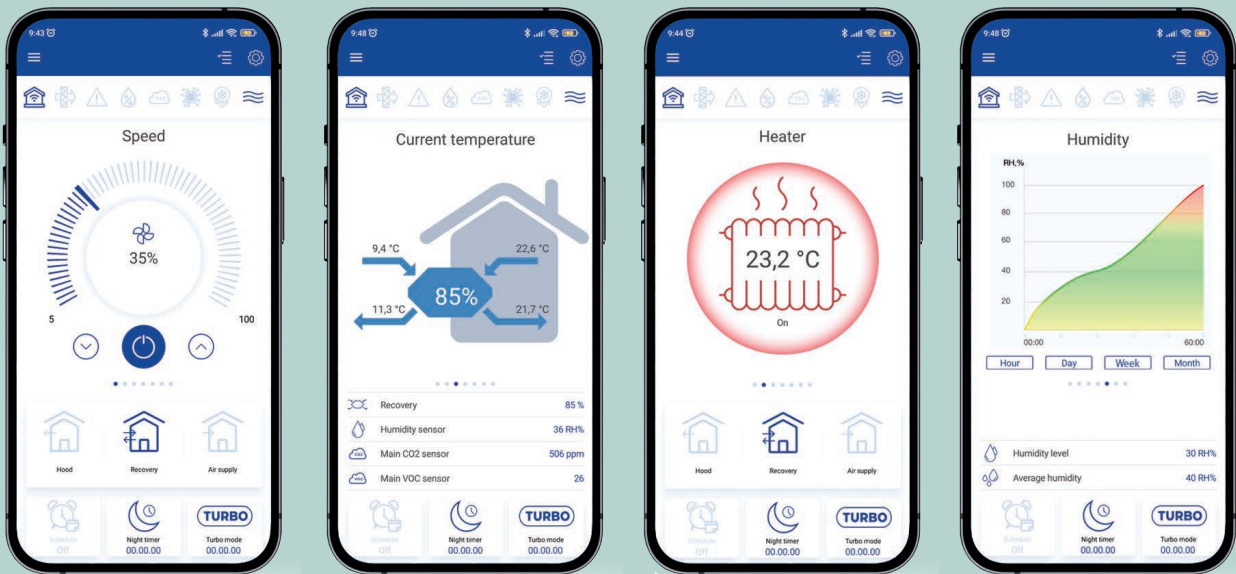 9:43
Speed
35%
5
100
Hood
Recovery
Air supply
Schedule
Off
Night timer
00.00.00
TURBO
Turbo mode
00.00.00
9:48
Current temperature
9,4 °C
22,6 °C
85%
11,3 °C
21,7 °C
Recovery 85 %
Humidity sensor 36 RH%
CO2 Main CO2 sensor 506 ppm
VOC Main VOC sensor 26
Schedule
Off
Night timer
00.00.00
TURBO
Turbo mode
00.00.00
9:44
Heater
23,2 °C
On
Hood
Recovery
Air supply
Schedule
Off
Night timer
00.00.00
TURBO
Turbo mode
00.00.00
9:48
Humidity
RH,%
100
80
60
40
20
00:00
60:00
Hour
Day
Week
Month
Humidity level 30 RH%
Average humidity 40 RH%
Schedule
Off
Night timer
00.00.00
TURBO
Turbo mode
00.00.00